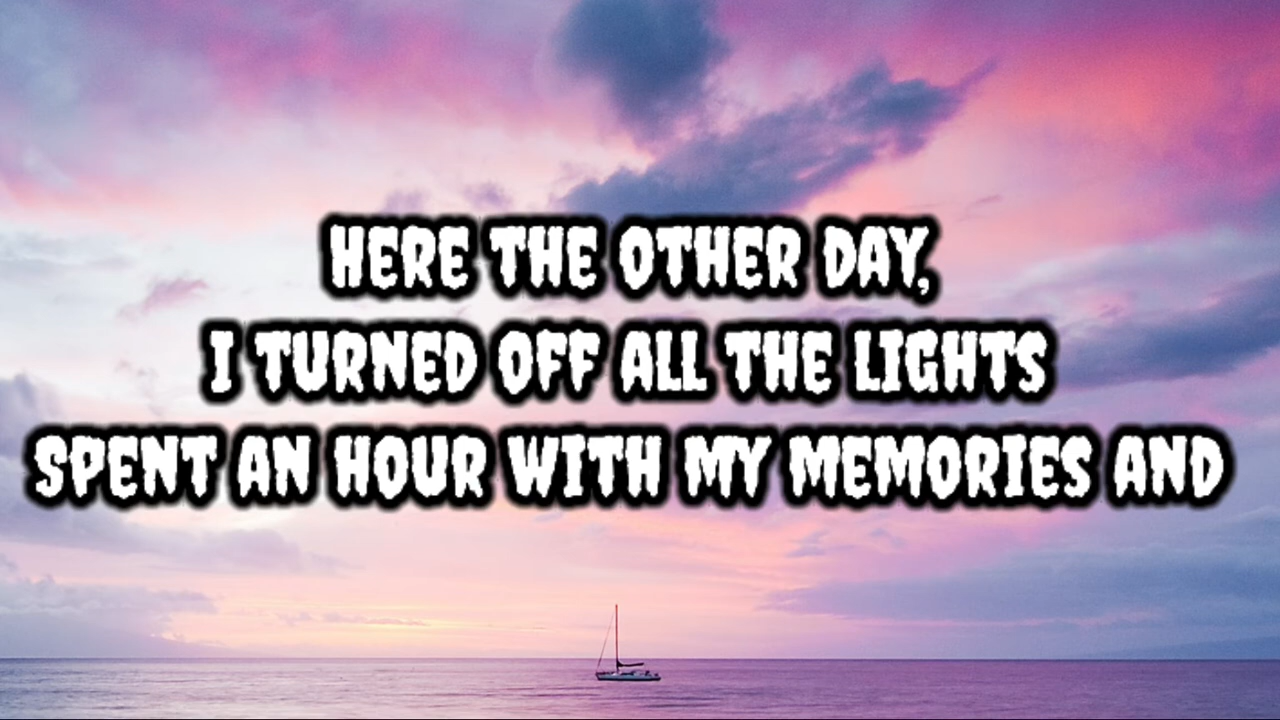 HERE THE OTHER DAY,
I TURNED OFF ALL THE LIGHTS
SPENT AN HOUR WITH MY MEMORIES AND